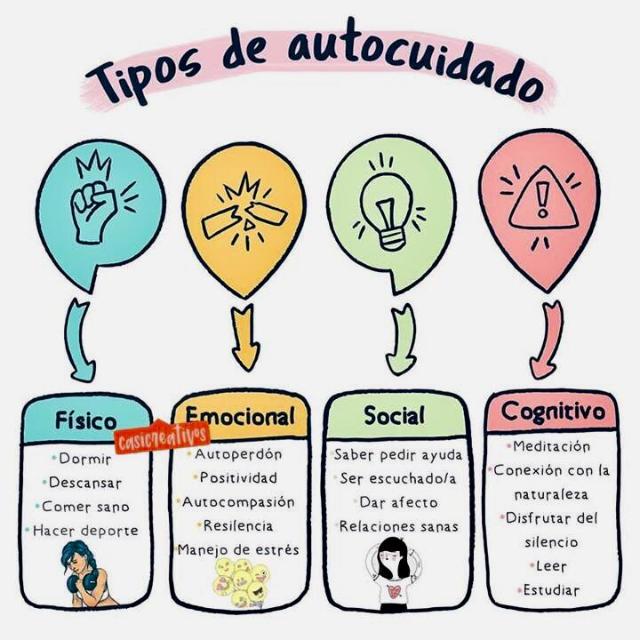 Tipos de autocuidado
Físico
casicreativos
Dormir
Descansar
Comer sano
Hacer deporte
Emocional
Autoperdón
Positividad
Autocompasión
Resilencia
Manejo de estrés
Social
Saber pedir ayuda
Ser escuchado/a
Dar afecto
Relaciones sanas
Cognitivo
Meditación
Conexión con la
naturaleza
Disfrutar del
silencio
Leer
Estudiar